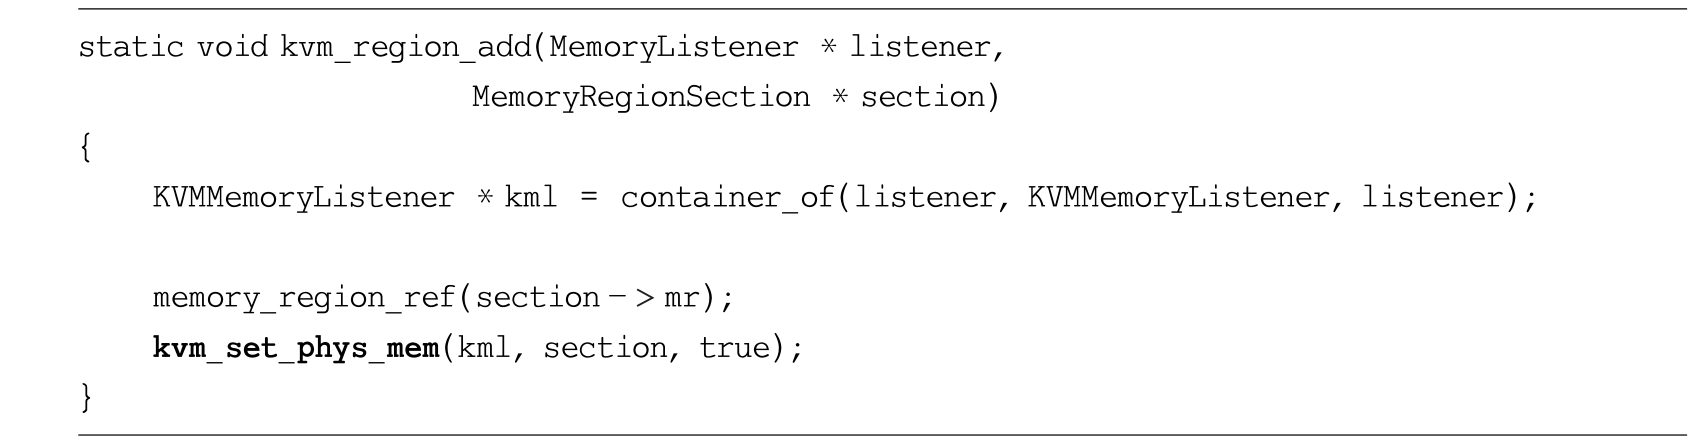 static void kvm_region_add(MemoryListener * listener,
MemoryRegionSection * section)
{
KVMMemoryListener * kml = container_of(listener, KVMMemoryListener, listener);
memory_region_ref(section - > mr);
kvm_set_phys_mem(kml, section, true);
}